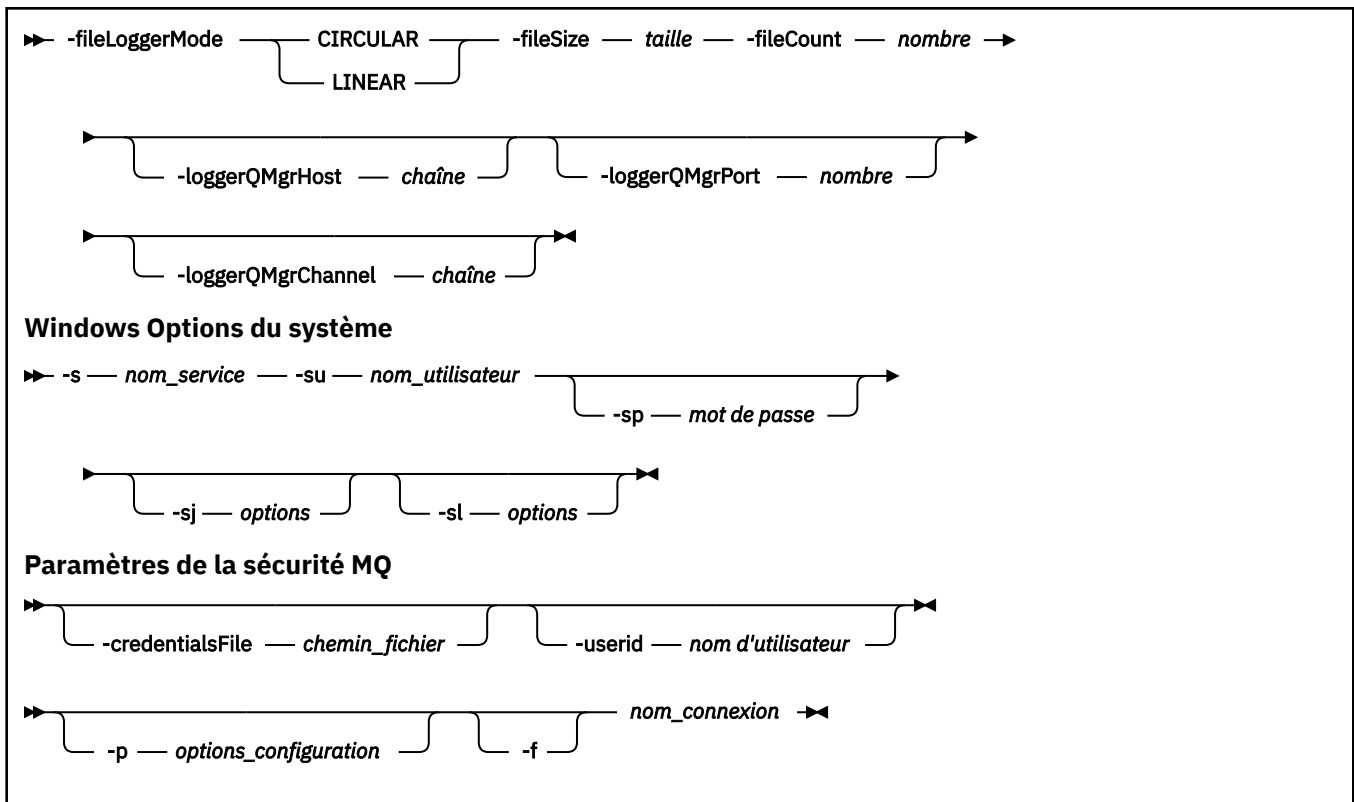 -fileLoggerMode CIRCULAR -fileSize taille -fileCount nombre
LINEAR
-loggerQMgrHost chaîne -loggerQMgrPort nombre
-loggerQMgrChannel chaîne
Windows Options du système
-s nom_service -su nom_utilisateur
-sp mot de passe
-sj options -sl options
Paramètres de la sécurité MQ
-credentialsFile chemin_fichier -userid nom d'utilisateur
nom_connexion
-p options_configuration -f